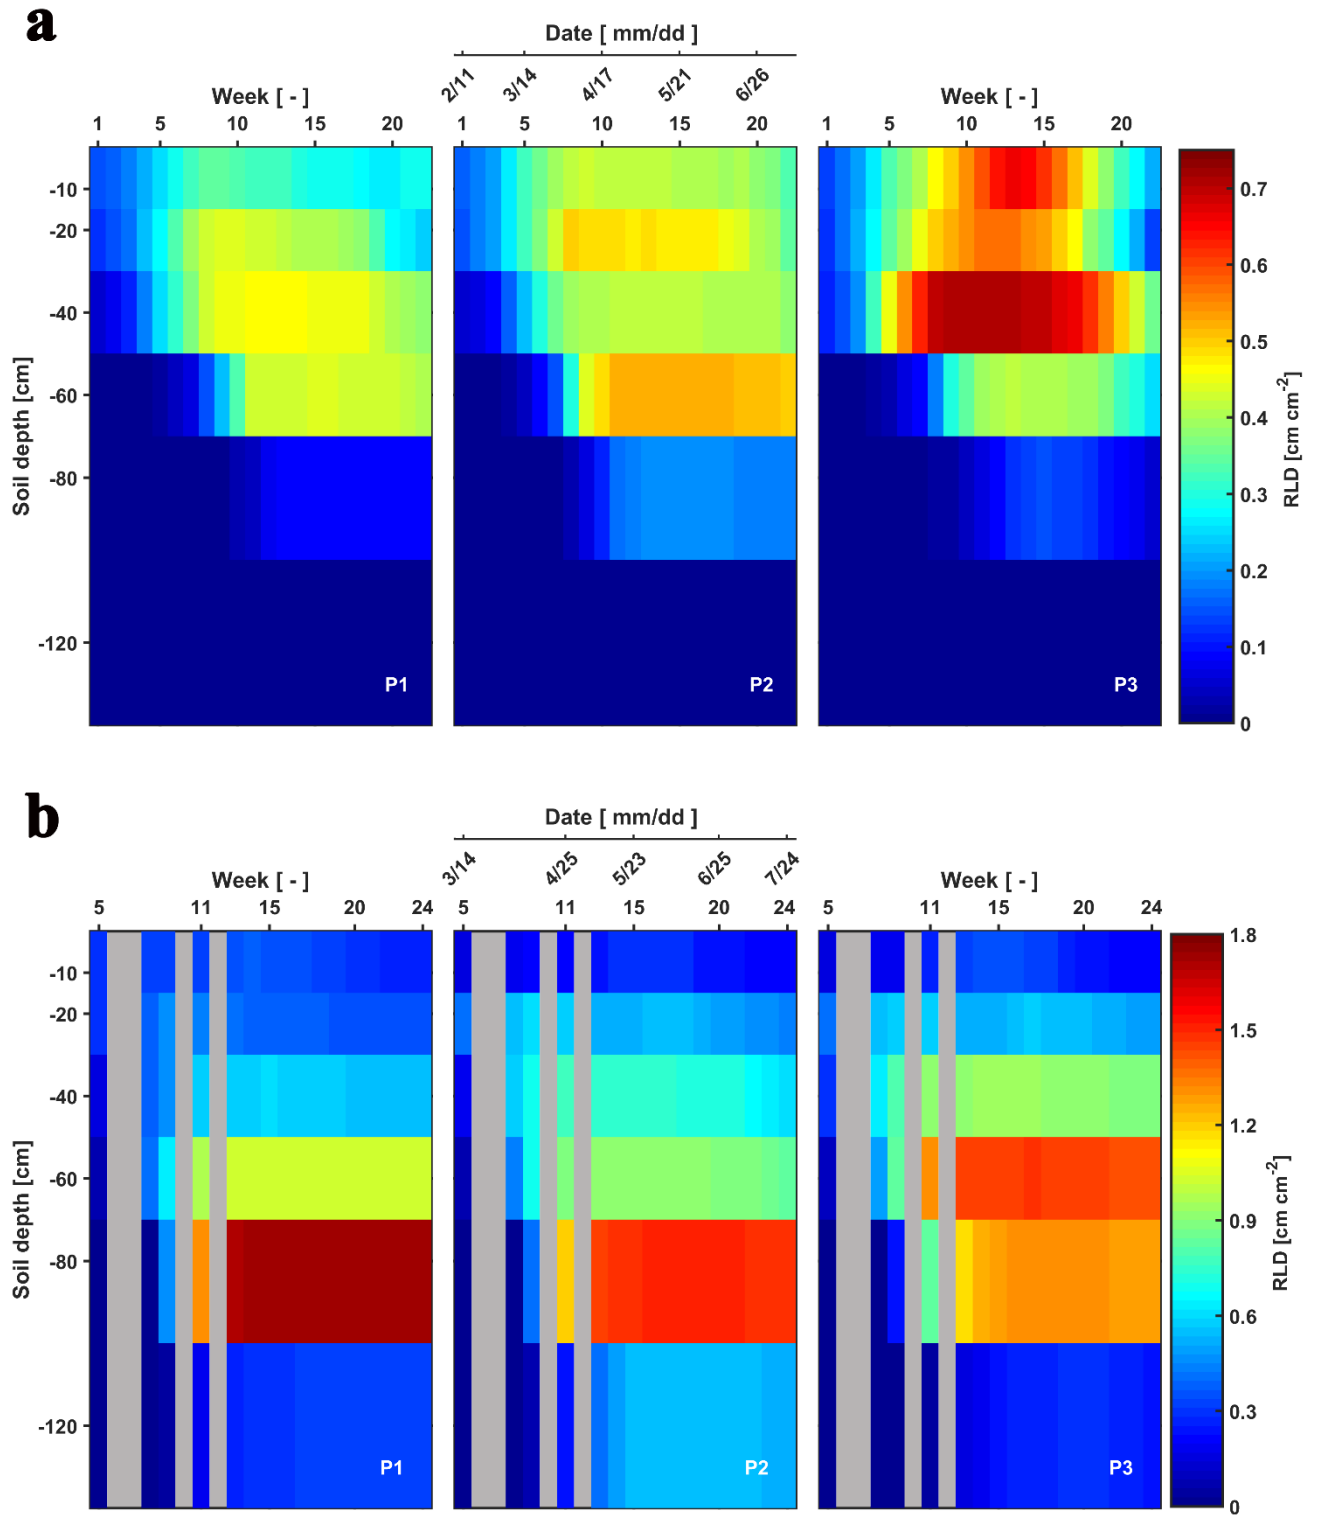 a
Date [ mm/dd ]
2/11 3/14 4/17 5/21 6/26
Week [ - ]
Week [ - ]
1 5 10 15 20
1 5 10 15 20
1 5 10 15 20
-10
-20
-40
-60
-80
-120
Soil depth [cm]
P1
P2
P3
0.7
0.6
0.5
0.4
0.3
0.2
0.1
0
RLD [cm cm-2]
b
Date [ mm/dd ]
3/14 4/25 5/23 6/25 7/24
Week [ - ]
Week [ - ]
5 11 15 20 24
5 11 15 20 24
5 11 15 20 24
-10
-20
-40
-60
-80
-120
Soil depth [cm]
P1
P2
P3
1.8
1.5
1.2
0.9
0.6
0.3
0
RLD [cm cm-2]